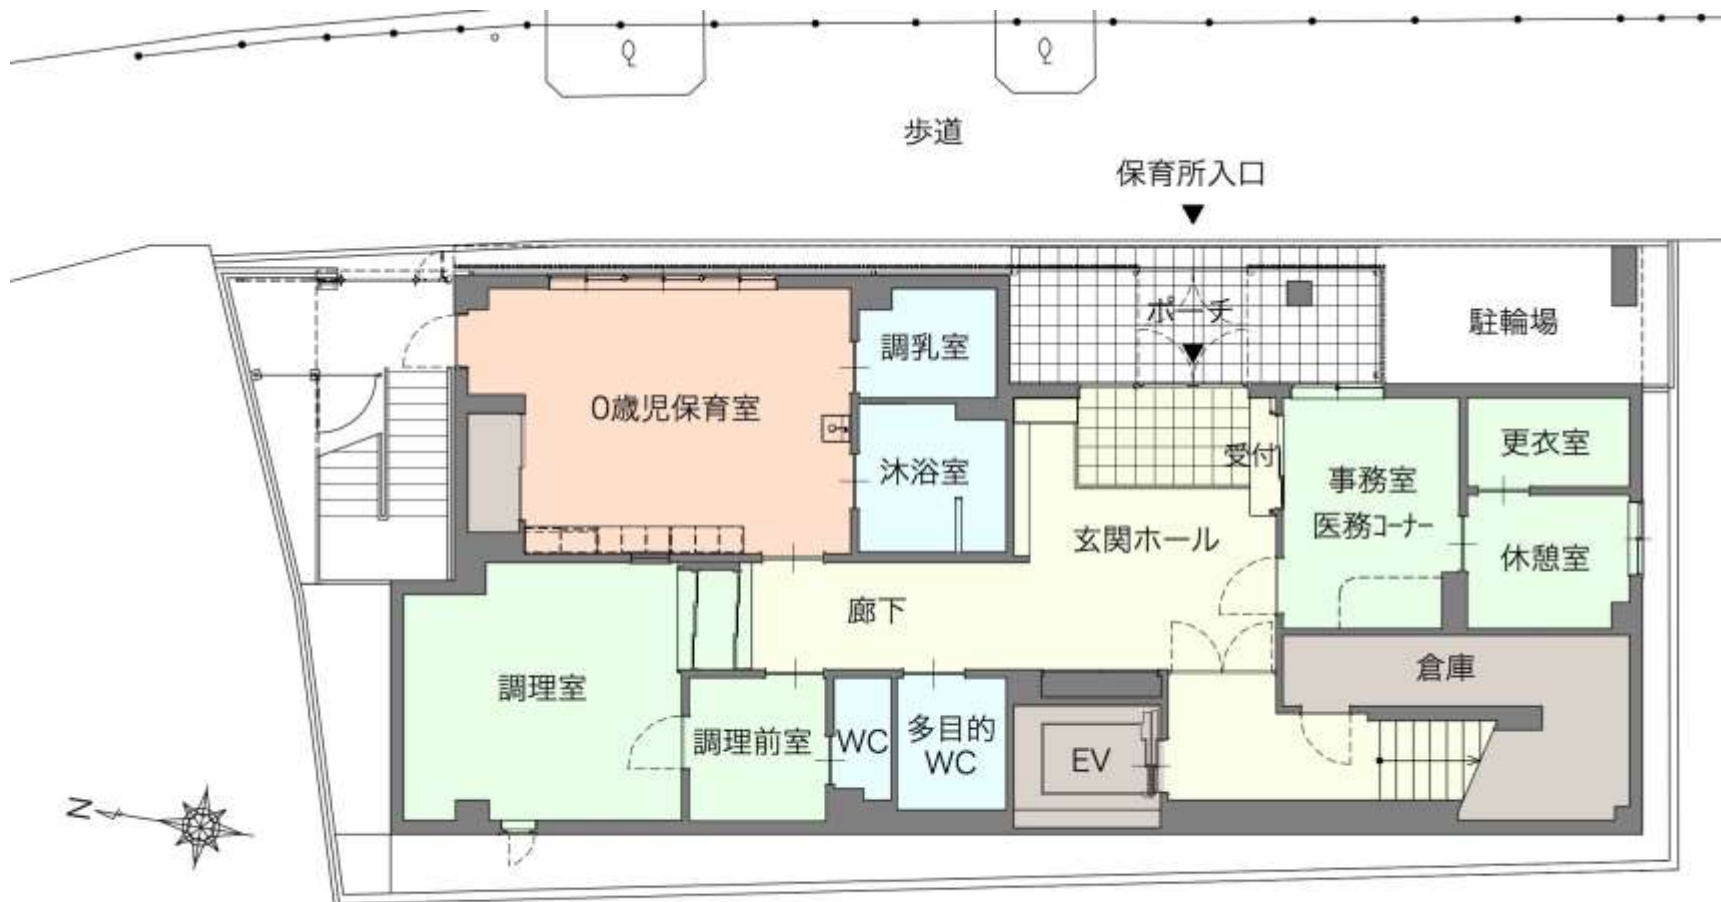 歩道
保育所入口
ポーチ
駐輪場
調乳室
0歳児保育室
更衣室
受付
沐浴室
事務室
医務コーナー
玄関ホール
休憩室
廊下
倉庫
調理室
調理前室
WC
多目的
WC
EV
N